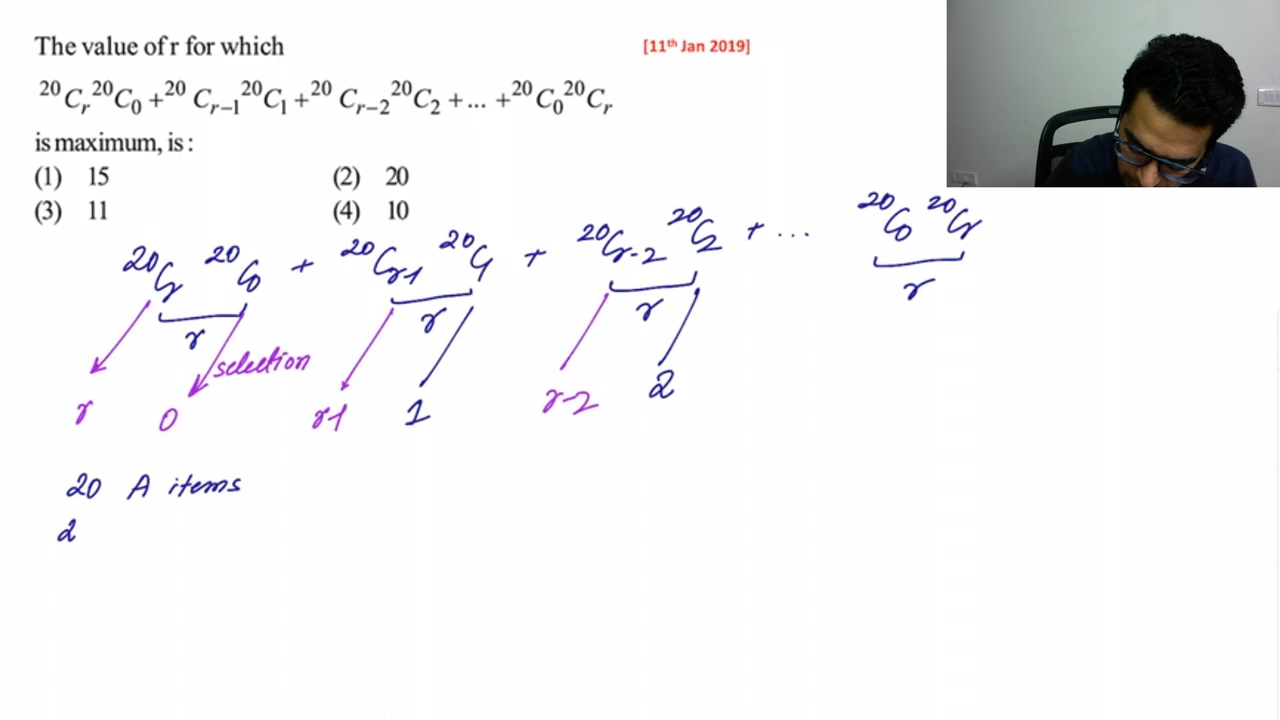 The value of r for which
[11th Jan 2019]
²⁰Cᵣ ²⁰C₀ + ²⁰Cᵣ₋₁ ²⁰C₁ + ²⁰Cᵣ₋₂ ²⁰C₂ + ... + ²⁰C₀ ²⁰Cᵣ
is maximum, is :
(1) 15 (2) 20
(3) 11 (4) 10
²⁰Cᵣ ²⁰C₀ + ²⁰Cᵣ₋₁ ²⁰C₁ + ²⁰Cᵣ₋₂ ²⁰C₂ + ... ²⁰C₀ ²⁰Cᵣ
r r r r
selection
r 0 r-1 1 r-2 2
20 A items
2